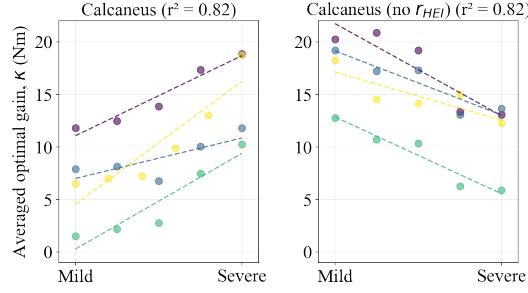 Calcaneus (r² = 0.82)
Calcaneus (no r_HEI) (r² = 0.82)
Averaged optimal gain, κ (Nm)
20
15
10
5
0
Mild
Severe
20
15
10
5
0
Mild
Severe